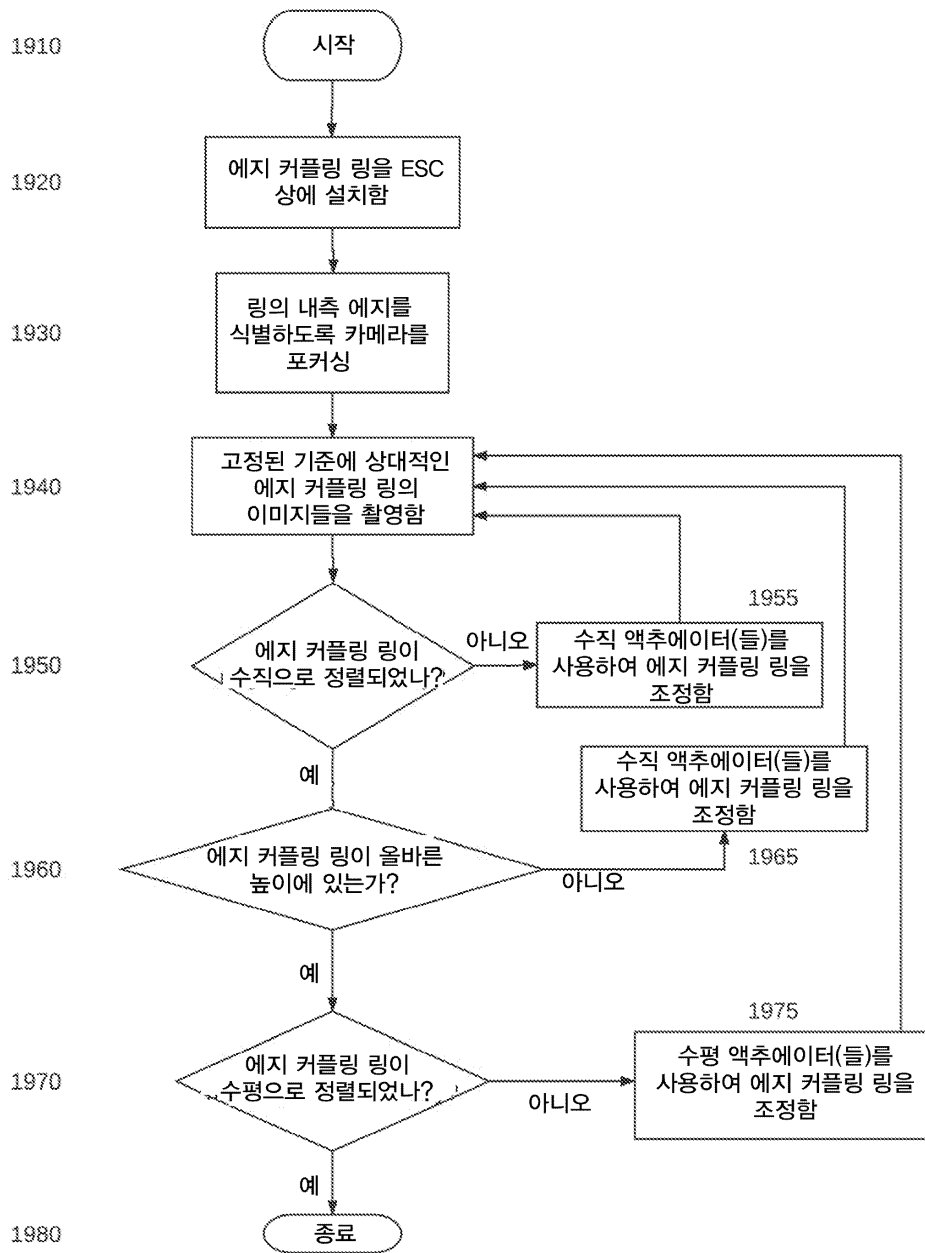 1910
시작
1920
에지 커플링 링을 ESC
상에 설치함
1930
링의 내측 에지를
식별하도록 카메라를
포커싱
1940
고정된 기준에 상대적인
에지 커플링 링의
이미지들을 촬영함
1950
에지 커플링 링이
수직으로 정렬되었나?
아니오
1955
수직 액추에이터(들)를
사용하여 에지 커플링 링을
조정함
예
수직 액추에이터(들)를
사용하여 에지 커플링 링을
조정함
1965
1960
에지 커플링 링이 올바른
높이에 있는가?
아니오
예
1970
에지 커플링 링이
수평으로 정렬되었나?
아니오
1975
수평 액추에이터(들)를
사용하여 에지 커플링 링을
조정함
예
1980
종료